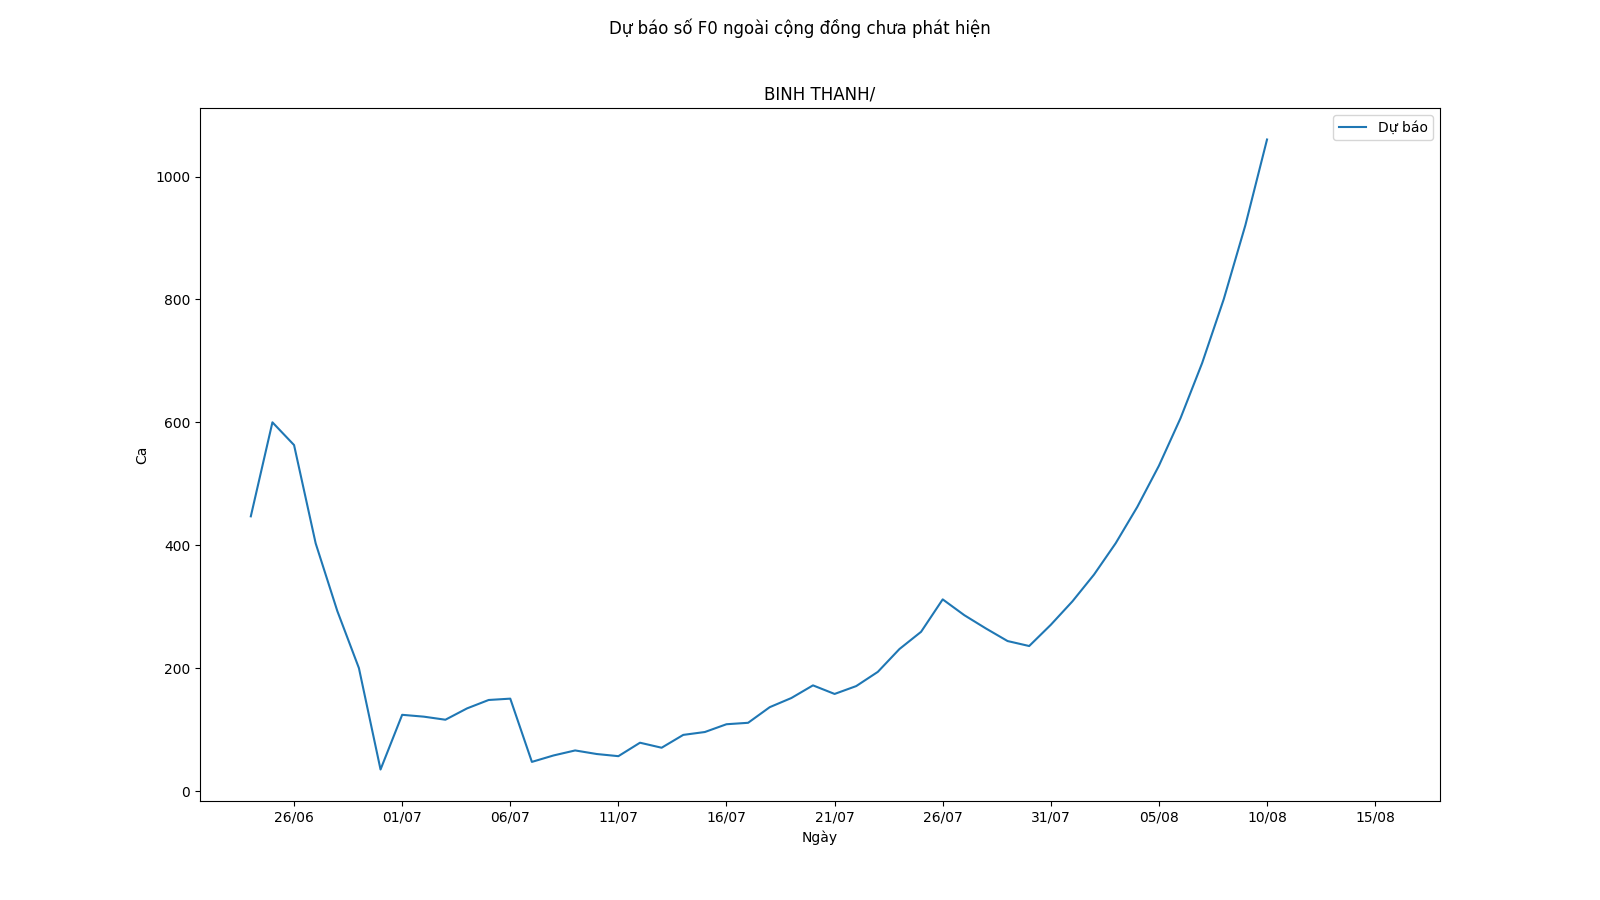 Dự báo số F0 ngoài cộng đồng chưa phát hiện
BINH THANH/
Dự báo
1000
800
600
400
200
0
Ca
26/06 01/07 06/07 11/07 16/07 21/07 26/07 31/07 05/08 10/08 15/08
Ngày